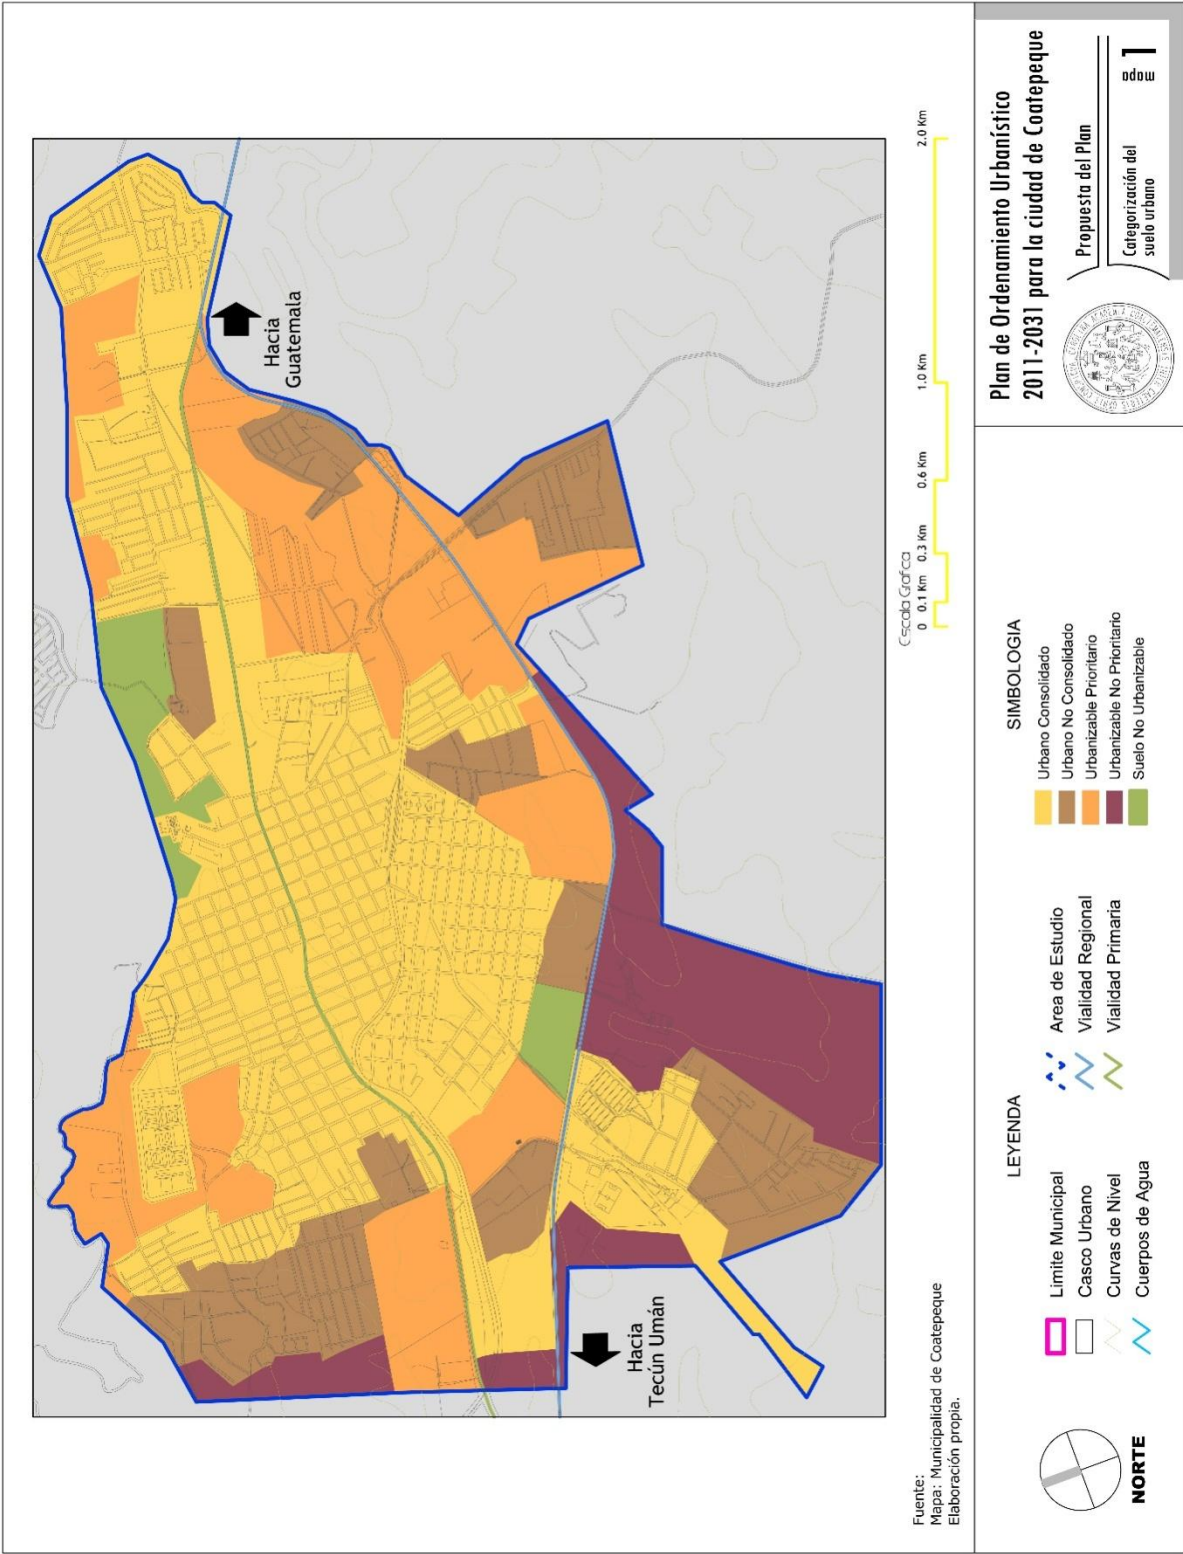 Hacia
Guatemala
Hacia
Tecún Umán
Fuente:
Mapa: Municipalidad de Coatepeque
Elaboración propia.
Escala Grafica
0 0.1 Km 0.3 Km 0.6 Km 1.0 Km 2.0 Km
NORTE
LEYENDA
Limite Municipal
Casco Urbano
Curvas de Nivel
Cuerpos de Agua
Area de Estudio
Vialidad Regional
Vialidad Primaria
SIMBOLOGIA
Urbano Consolidado
Urbano No Consolidado
Urbanizable Prioritario
Urbanizable No Prioritario
Suelo No Urbanizable
Plan de Ordenamiento Urbanístico
2011-2031 para la ciudad de Coatepeque
Propuesta del Plan
Categorización del
suelo urbano
mapa 1